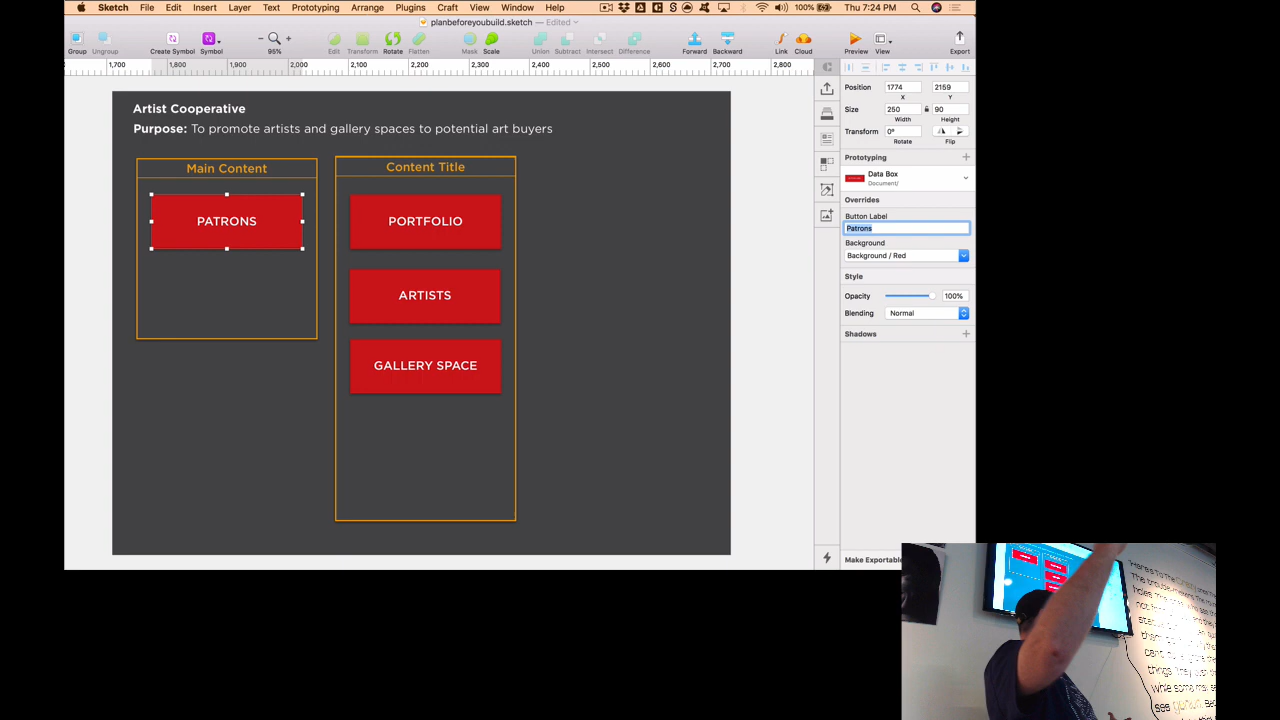 Sketch File Edit Insert Layer Text Prototyping Arrange Plugins Craft View Window Help 100% Thu 7:24 PM
planbeforeyoubuild.sketch — Edited
Group Ungroup Create Symbol Symbol 95% Edit Transform Rotate Flatten Mask Scale Union Subtract Intersect Difference Forward Backward Link Cloud Preview View Export
1,700 1,800 1,900 2,000 2,100 2,200 2,300 2,400 2,500 2,600 2,700 2,800
Artist Cooperative
Purpose: To promote artists and gallery spaces to potential art buyers
Main Content
PATRONS
Content Title
PORTFOLIO
ARTISTS
GALLERY SPACE
Position 1774 2159
X Y
Size 250 90
Width Height
Transform 0º
Rotate Flip
Prototyping
Data Box
Document/
Overrides
Button Label
Patrons
Background
Background / Red
Style
Opacity 100%
Blending Normal
Shadows
Make Exportable